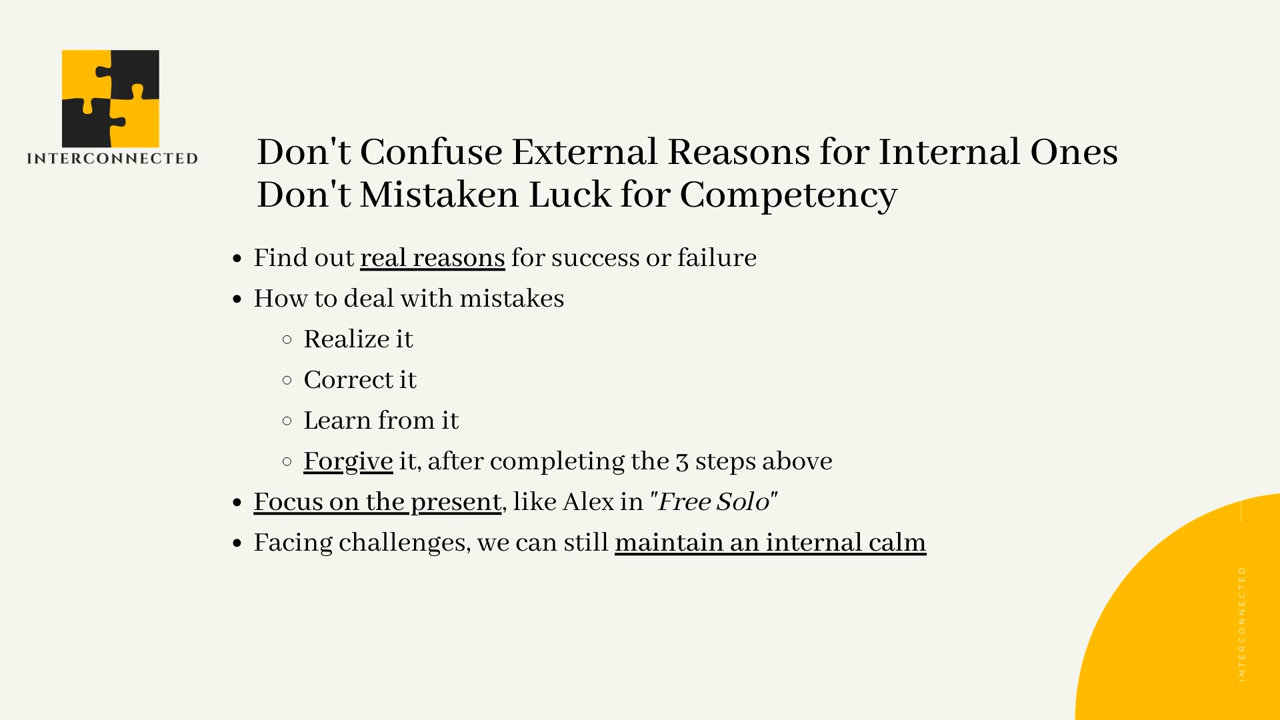 INTERCONNECTED
Don't Confuse External Reasons for Internal Ones
Don't Mistaken Luck for Competency
• Find out real reasons for success or failure
• How to deal with mistakes
○ Realize it
○ Correct it
○ Learn from it
○ Forgive it, after completing the 3 steps above
• Focus on the present, like Alex in "Free Solo"
• Facing challenges, we can still maintain an internal calm
INTERCONNECTED